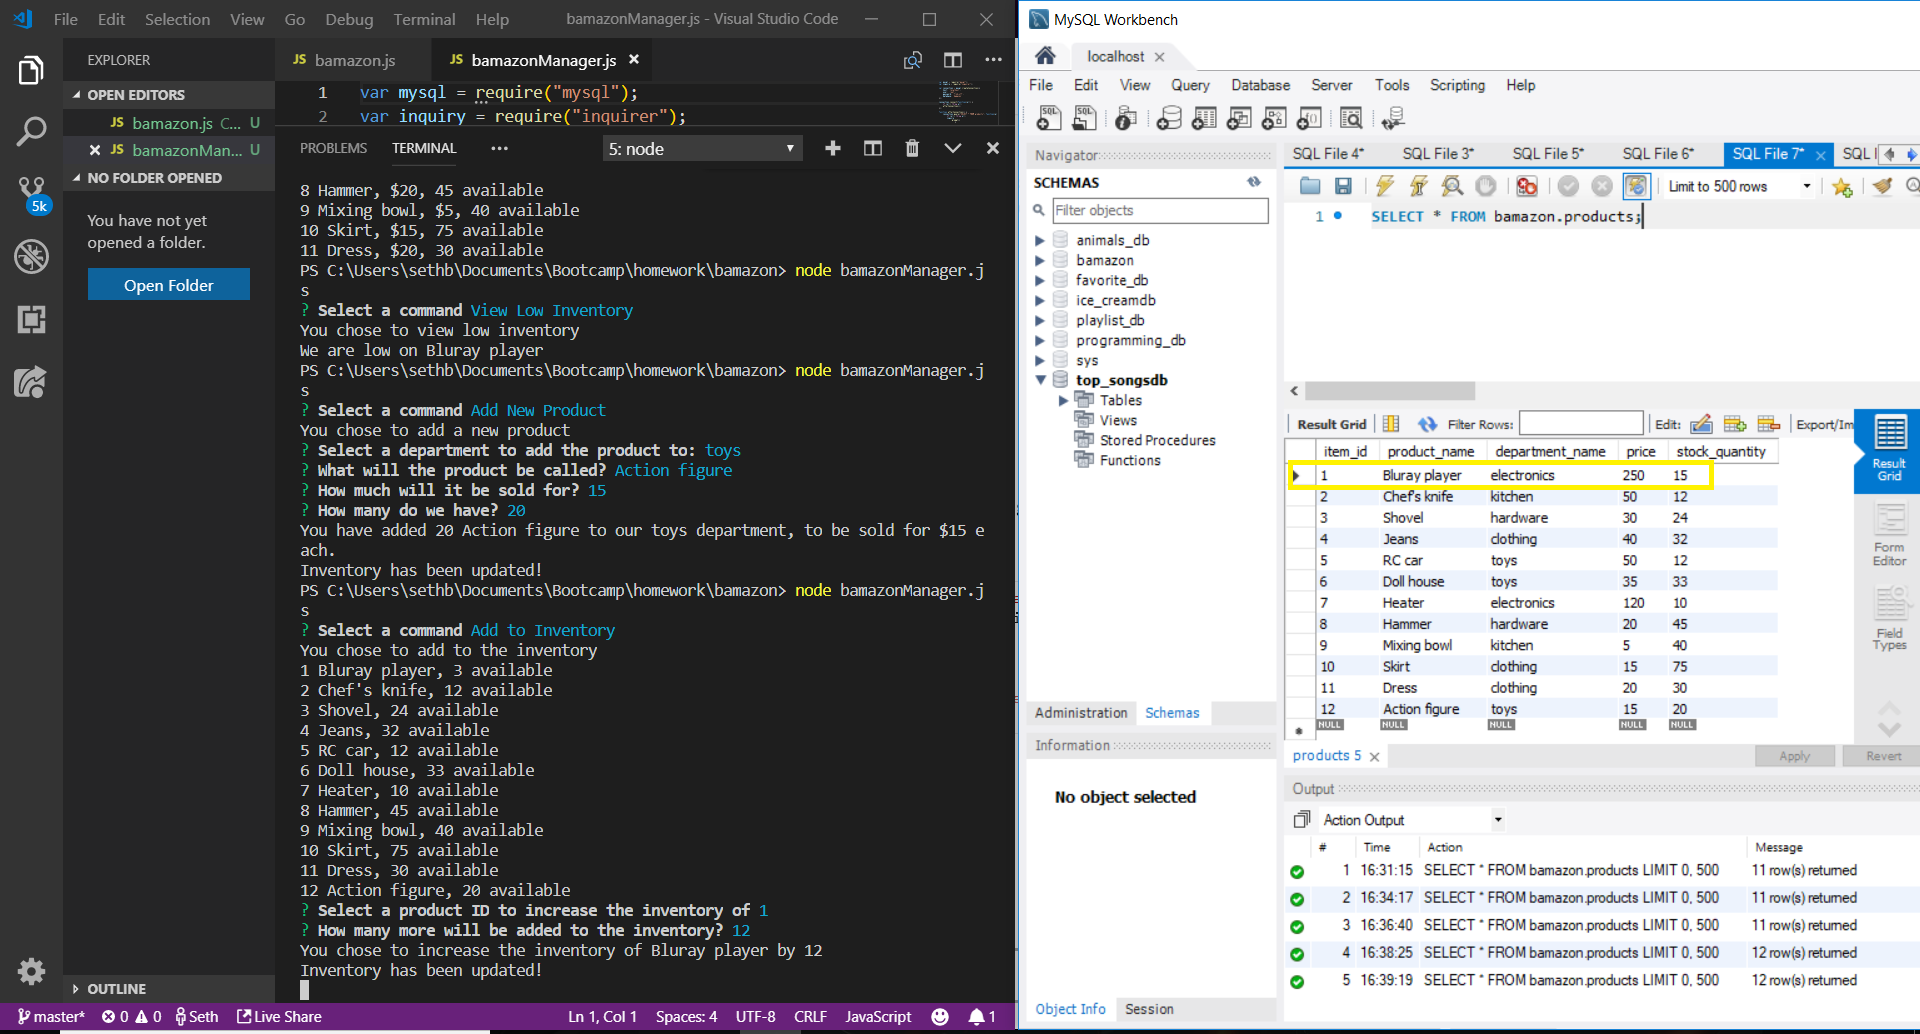 File Edit Selection View Go Debug Terminal Help bamazonManager.js - Visual Studio Code
EXPLORER
OPEN EDITORS
JS bamazon.js C... U
JS bamazonMan... U
NO FOLDER OPENED
You have not yet
opened a folder.
Open Folder
5k
OUTLINE
JS bamazon.js
JS bamazonManager.js
1 var mysql = require("mysql");
2 var inquiry = require("inquirer");
PROBLEMS TERMINAL ... 5: node
8 Hammer, $20, 45 available
9 Mixing bowl, $5, 40 available
10 Skirt, $15, 75 available
11 Dress, $20, 30 available
PS C:\Users\sethb\Documents\Bootcamp\homework\bamazon> node bamazonManager.j
s
? Select a command View Low Inventory
You chose to view low inventory
We are low on Bluray player
PS C:\Users\sethb\Documents\Bootcamp\homework\bamazon> node bamazonManager.j
s
? Select a command Add New Product
You chose to add a new product
? Select a department to add the product to: toys
? What will the product be called? Action figure
? How much will it be sold for? 15
? How many do we have? 20
You have added 20 Action figure to our toys department, to be sold for $15 e
ach.
Inventory has been updated!
PS C:\Users\sethb\Documents\Bootcamp\homework\bamazon> node bamazonManager.j
s
? Select a command Add to Inventory
You chose to add to the inventory
1 Bluray player, 3 available
2 Chef's knife, 12 available
3 Shovel, 24 available
4 Jeans, 32 available
5 RC car, 12 available
6 Doll house, 33 available
7 Heater, 10 available
8 Hammer, 45 available
9 Mixing bowl, 40 available
10 Skirt, 75 available
11 Dress, 30 available
12 Action figure, 20 available
? Select a product ID to increase the inventory of 1
? How many more will be added to the inventory? 12
You chose to increase the inventory of Bluray player by 12
Inventory has been updated!
master* 0 0 Seth Live Share Ln 1, Col 1 Spaces: 4 UTF-8 CRLF JavaScript 1
MySQL Workbench
localhost
File Edit View Query Database Server Tools Scripting Help
Navigator
SCHEMAS
Filter objects
animals_db
bamazon
favorite_db
ice_creamdb
playlist_db
programming_db
sys
top_songsdb
Tables
Views
Stored Procedures
Functions
Administration Schemas
Information
No object selected
Object Info Session
SQL File 4* SQL File 3* SQL File 5* SQL File 6* SQL File 7* SQL
Limit to 500 rows
1 SELECT * FROM bamazon.products;
Result Grid Filter Rows: Edit: Export/Im
item_id product_name department_name price stock_quantity
1 Bluray player electronics 250 15
2 Chef's knife kitchen 50 12
3 Shovel hardware 30 24
4 Jeans clothing 40 32
5 RC car toys 50 12
6 Doll house toys 35 33
7 Heater electronics 120 10
8 Hammer hardware 20 45
9 Mixing bowl kitchen 5 40
10 Skirt clothing 15 75
11 Dress clothing 20 30
12 Action figure toys 15 20
NULL NULL NULL NULL NULL
Result
Grid
Form
Editor
Field
Types
products 5 Apply Revert
Output
Action Output
# Time Action Message
1 16:31:15 SELECT * FROM bamazon.products LIMIT 0, 500 11 row(s) returned
2 16:34:17 SELECT * FROM bamazon.products LIMIT 0, 500 11 row(s) returned
3 16:36:40 SELECT * FROM bamazon.products LIMIT 0, 500 11 row(s) returned
4 16:38:25 SELECT * FROM bamazon.products LIMIT 0, 500 12 row(s) returned
5 16:39:19 SELECT * FROM bamazon.products LIMIT 0, 500 12 row(s) returned